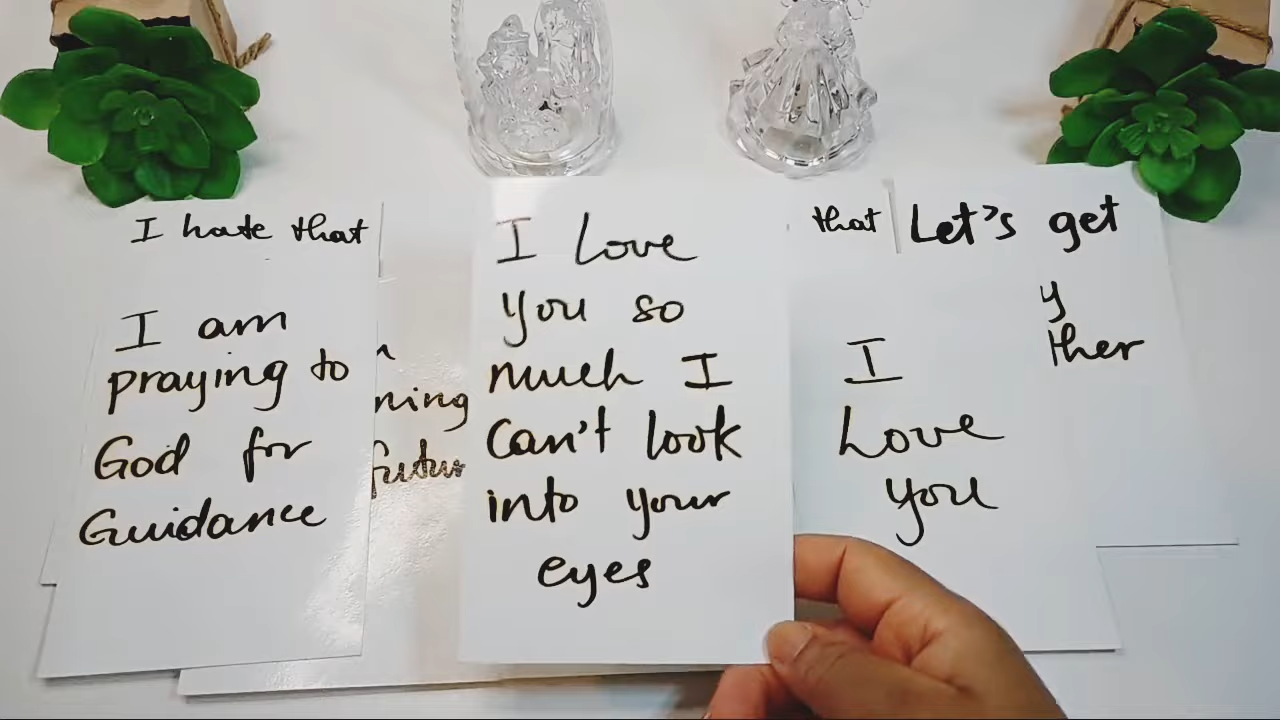 I hate that
I am
praying to
God for
Guidance
ning
futur
I Love
you so
much I
Can't look
into your
eyes
that
I
Love
you
Let's get
y
ther